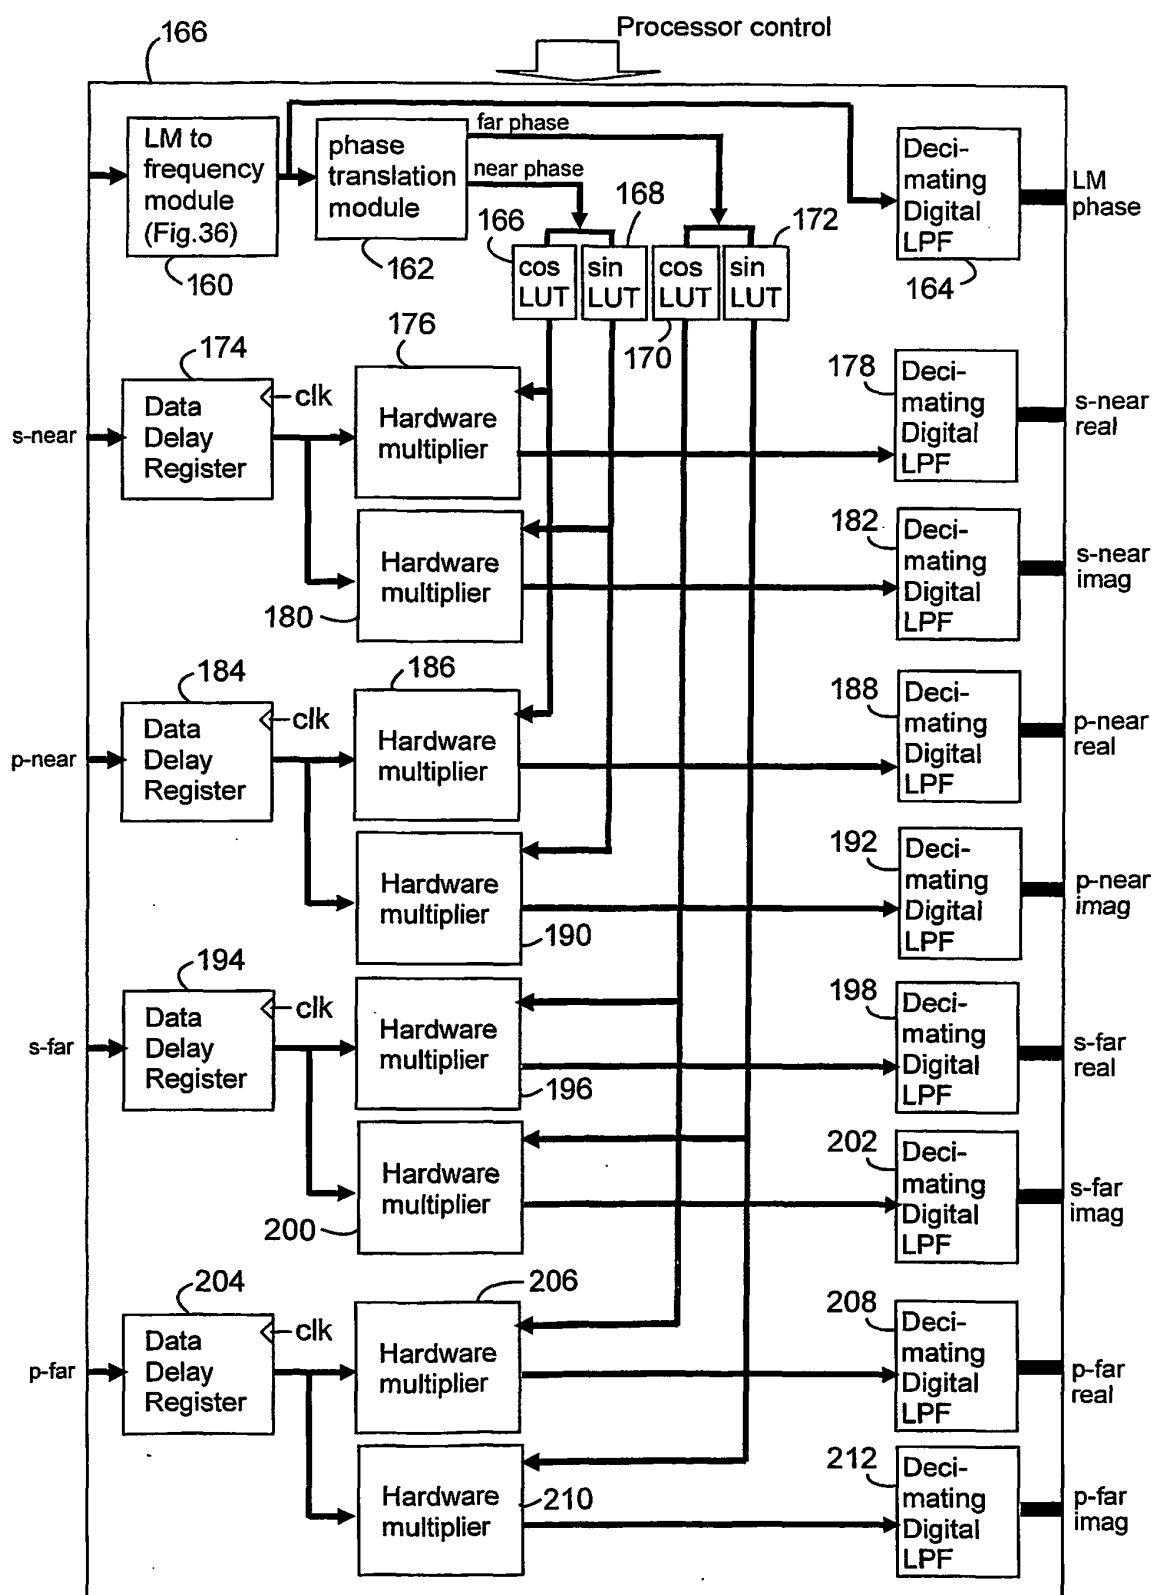 Processor control
166
LM to
frequency
module
(Fig.36)
160
phase
translation
module
162
far phase
near phase
166
cos
LUT
168
sin
LUT
cos
LUT
170
172
sin
LUT
Deci-
mating
Digital
LPF
164
LM
phase
174
clk
Data
Delay
Register
s-near
176
Hardware
multiplier
178
Deci-
mating
Digital
LPF
s-near
real
Hardware
multiplier
180
182
Deci-
mating
Digital
LPF
s-near
imag
184
clk
Data
Delay
Register
p-near
186
Hardware
multiplier
188
Deci-
mating
Digital
LPF
p-near
real
Hardware
multiplier
190
192
Deci-
mating
Digital
LPF
p-near
imag
194
clk
Data
Delay
Register
s-far
Hardware
multiplier
196
198
Deci-
mating
Digital
LPF
s-far
real
Hardware
multiplier
200
202
Deci-
mating
Digital
LPF
s-far
imag
204
clk
Data
Delay
Register
p-far
206
Hardware
multiplier
208
Deci-
mating
Digital
LPF
p-far
real
Hardware
multiplier
210
212
Deci-
mating
Digital
LPF
p-far
imag